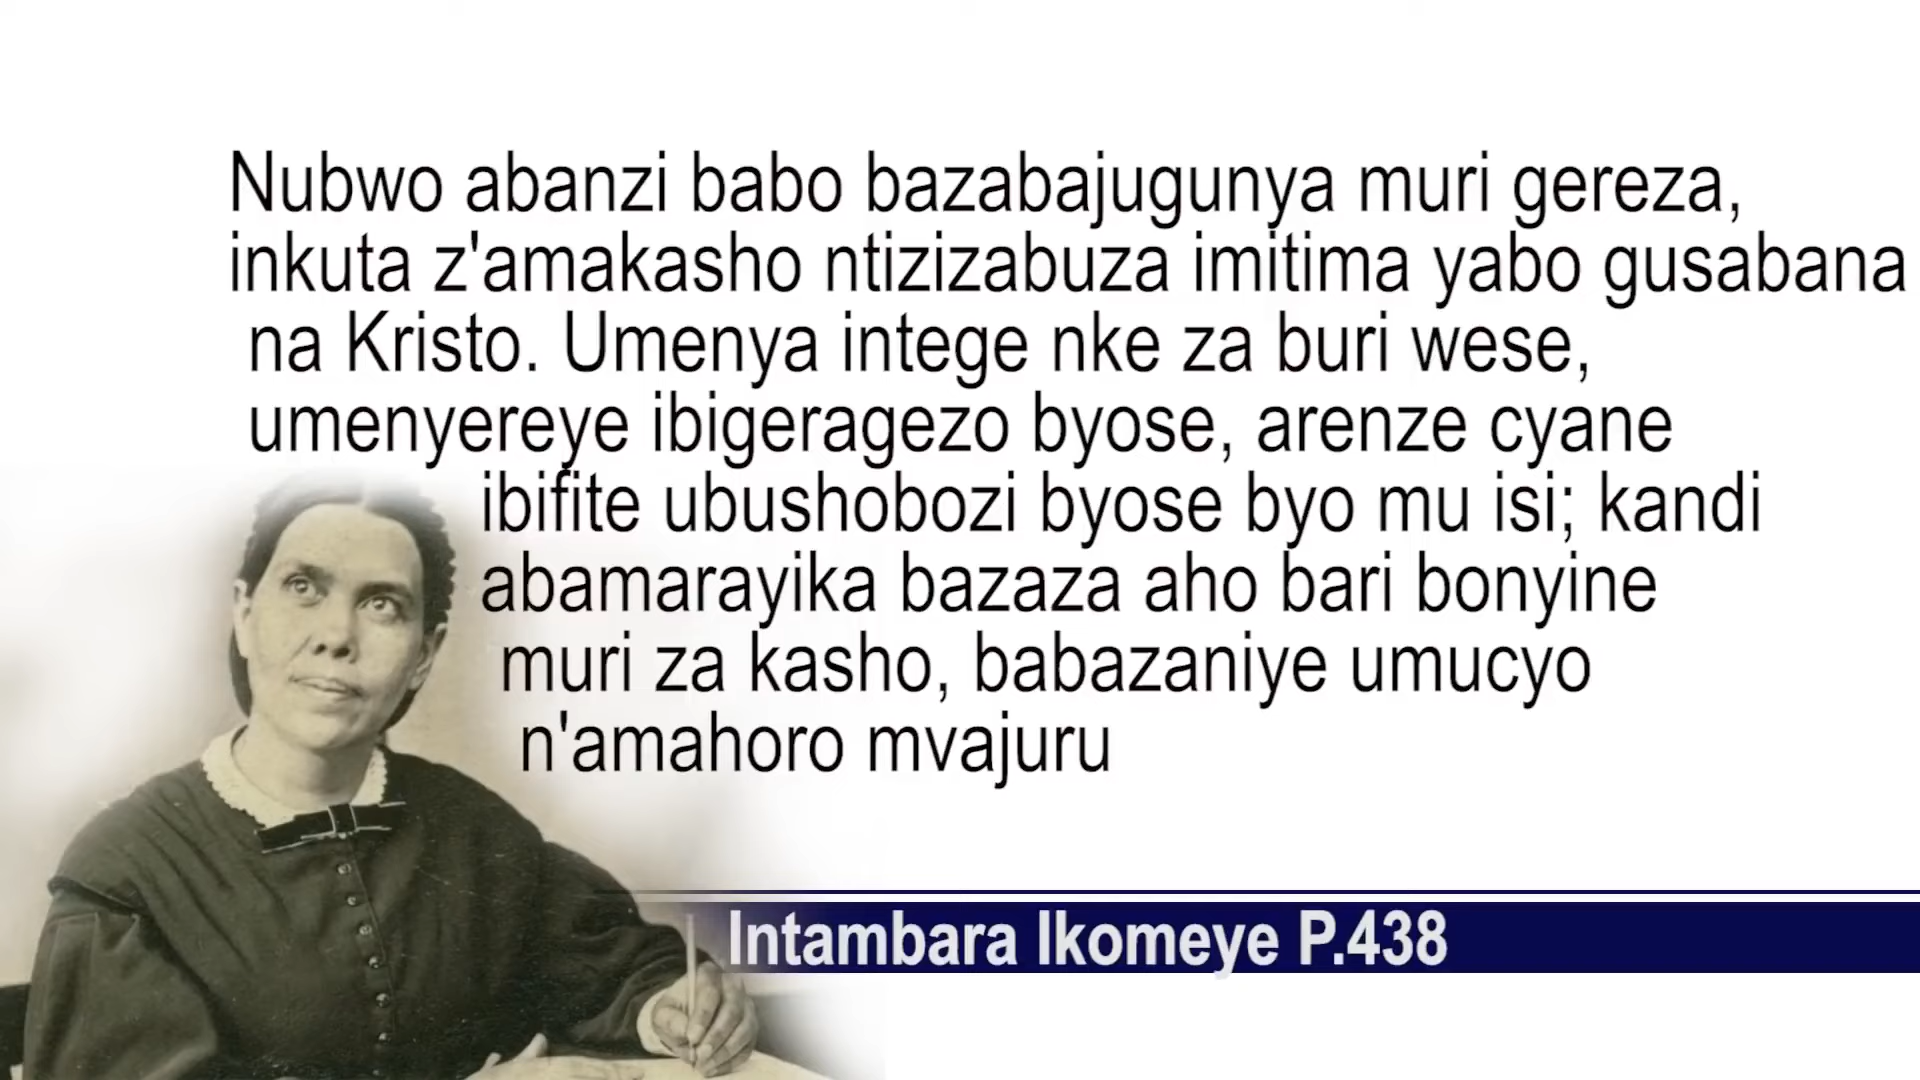 Nubwo abanzi babo bazabajugunya muri gereza,
inkuta z'amakasho ntizizabuza imitima yabo gusabana
na Kristo. Umenya intege nke za buri wese,
umenyereye ibigeragezo byose, arenze cyane
ibifite ubushobozi byose byo mu isi; kandi
abamarayika bazaza aho bari bonyine
muri za kasho, babazaniye umucyo
n'amahoro mvajuru
Intambara Ikomeye P.438